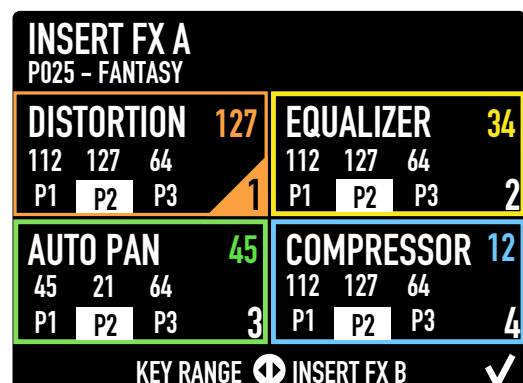 INSERT FX A
P025 – FANTASY
DISTORTION 127
112 127 64
P1 P2 P3 1
EQUALIZER 34
112 127 64
P1 P2 P3 2
AUTO PAN 45
45 21 64
P1 P2 P3 3
COMPRESSOR 12
112 127 64
P1 P2 P3 4
KEY RANGE INSERT FX B